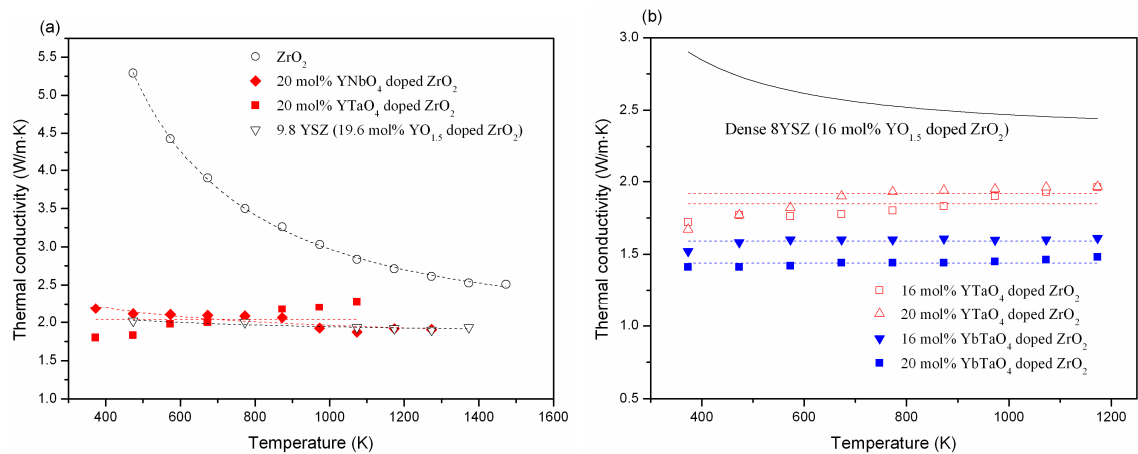 (a)
Thermal conductivity (W/m·K)
5.5
5.0
4.5
4.0
3.5
3.0
2.5
2.0
1.5
1.0
ZrO2
20 mol% YNbO4 doped ZrO2
20 mol% YTaO4 doped ZrO2
9.8 YSZ (19.6 mol% YO1.5 doped ZrO2)
400 600 800 1000 1200 1400 1600
Temperature (K)
(b)
Thermal conductivity (W/m·K)
3.0
2.5
2.0
1.5
1.0
0.5
Dense 8YSZ (16 mol% YO1.5 doped ZrO2)
16 mol% YTaO4 doped ZrO2
20 mol% YTaO4 doped ZrO2
16 mol% YbTaO4 doped ZrO2
20 mol% YbTaO4 doped ZrO2
400 600 800 1000 1200
Temperature (K)